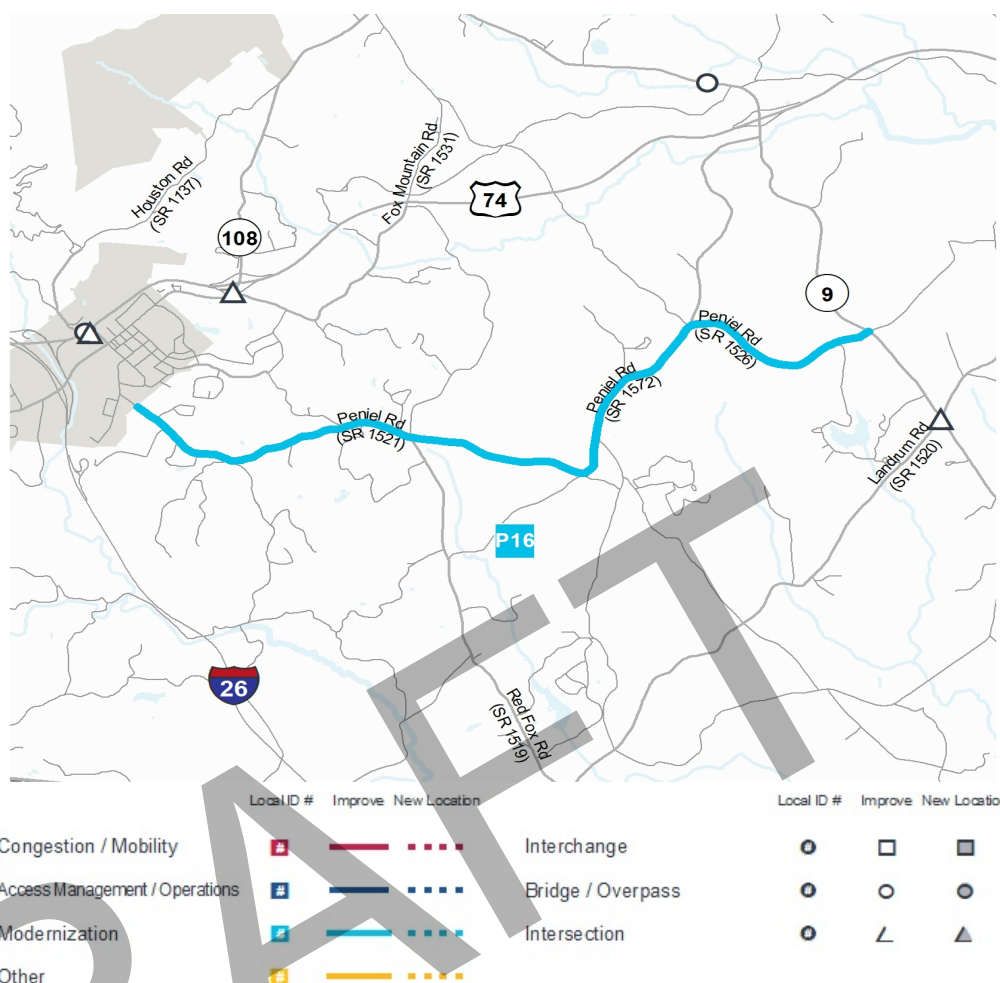 Houston Rd
(SR 1137)
Fox Mountain Rd
(SR 1531)
74
108
9
Peniel Rd
(SR 1526)
Peniel Rd
(SR 1572)
Peniel Rd
(SR 1521)
Landrum Rd
(SR1520)
P16
26
Red Fox Rd
(SR 1519)
DRAFT
Local ID # Improve New Location
Congestion / Mobility #
Access Management / Operations #
Modernization #
Other #
Local ID # Improve New Locatio
Interchange #
Bridge / Overpass #
Intersection #